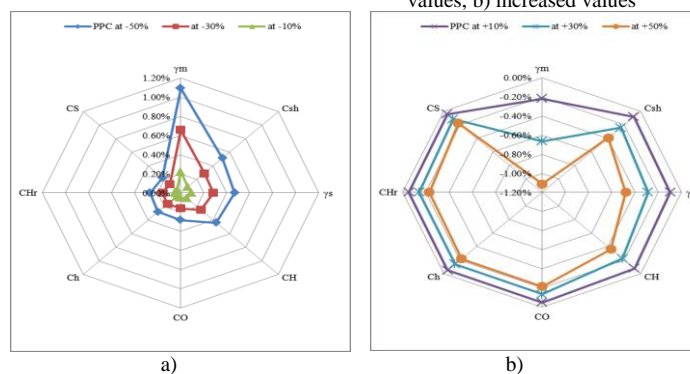 values, b) increased values
PPC at -50% at -30% at -10%
γm
1.20%
1.00%
0.80%
0.60%
0.40%
0.20%
0.00%
CS
Csh
CHr
γs
Ch
CH
CO
a)
PPC at +10% at +30% at +50%
γm
0.00%
-0.20%
-0.40%
-0.60%
-0.80%
-1.00%
-1.20%
CS
Csh
CHr
Ch
CH
CO
b)